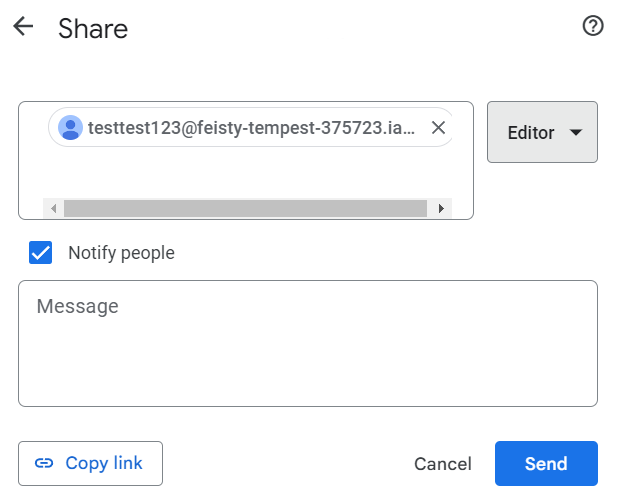 Share
testtest123@feisty-tempest-375723.ia...
Editor
Notify people
Message
Copy link
Cancel
Send